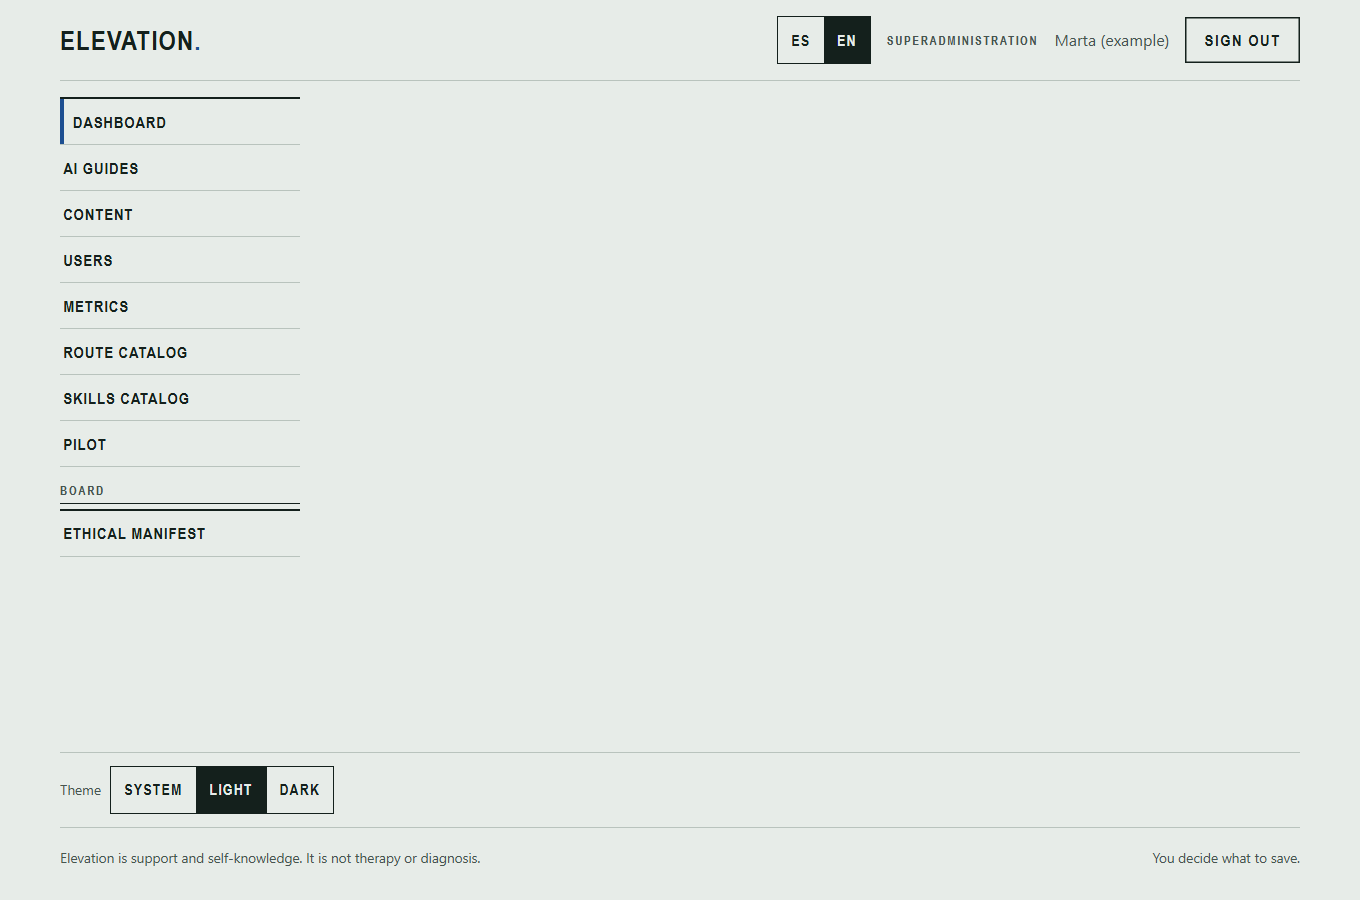 ELEVATION.
ES EN SUPERADMINISTRATION Marta (example) SIGN OUT
DASHBOARD
AI GUIDES
CONTENT
USERS
METRICS
ROUTE CATALOG
SKILLS CATALOG
PILOT
BOARD
ETHICAL MANIFEST
Theme SYSTEM LIGHT DARK
Elevation is support and self-knowledge. It is not therapy or diagnosis.
You decide what to save.